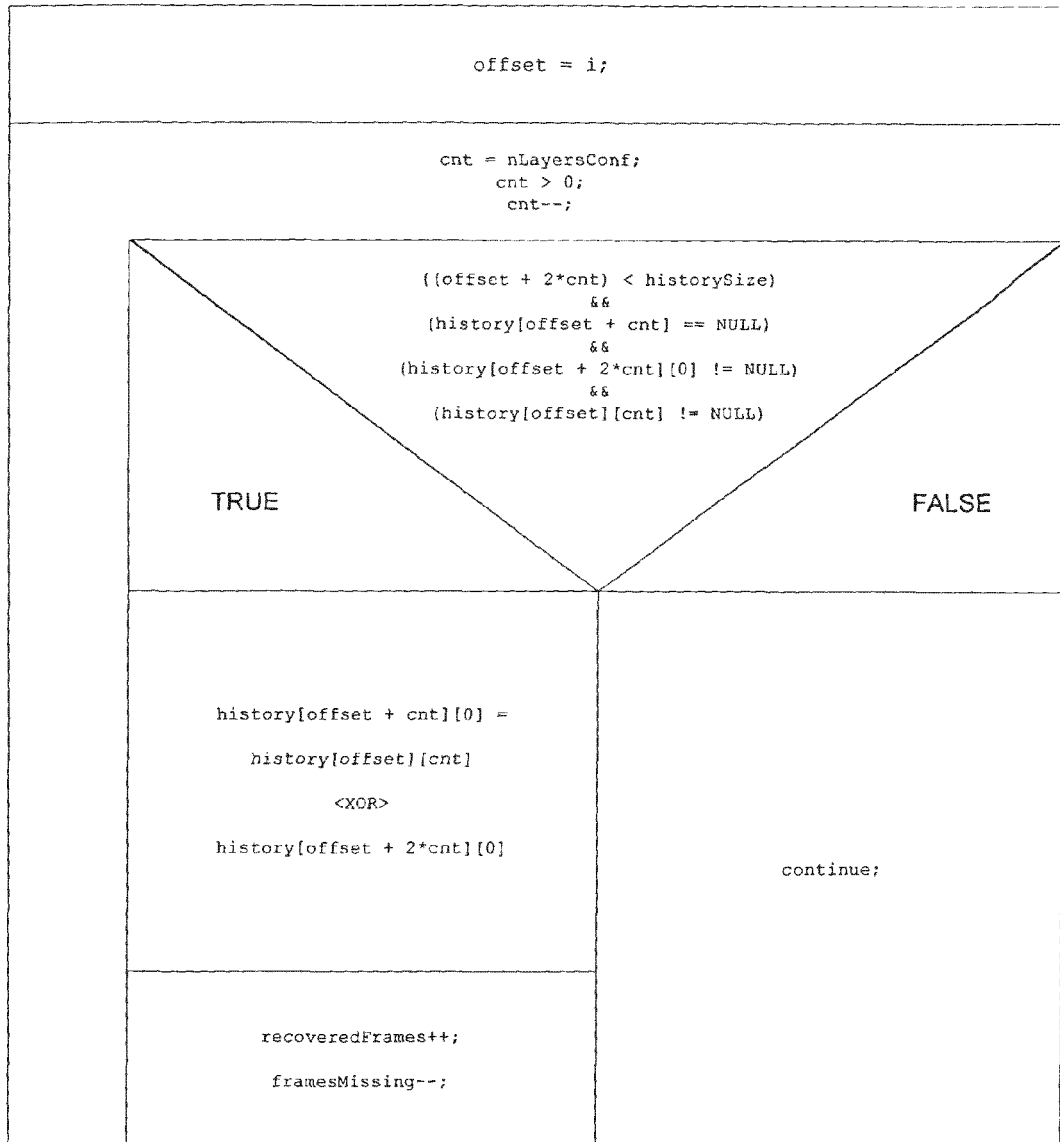 offset = i;
cnt = nLayersConf;
cnt > 0;
cnt--;
((offset + 2*cnt) < historySize)
&&
(history[offset + cnt] == NULL)
&&
(history[offset + 2*cnt][0] != NULL)
&&
(history[offset][cnt] != NULL)
TRUE
FALSE
history[offset + cnt][0] =
history[offset][cnt]
<XOR>
history[offset + 2*cnt][0]
continue;
recoveredFrames++;
framesMissing--;